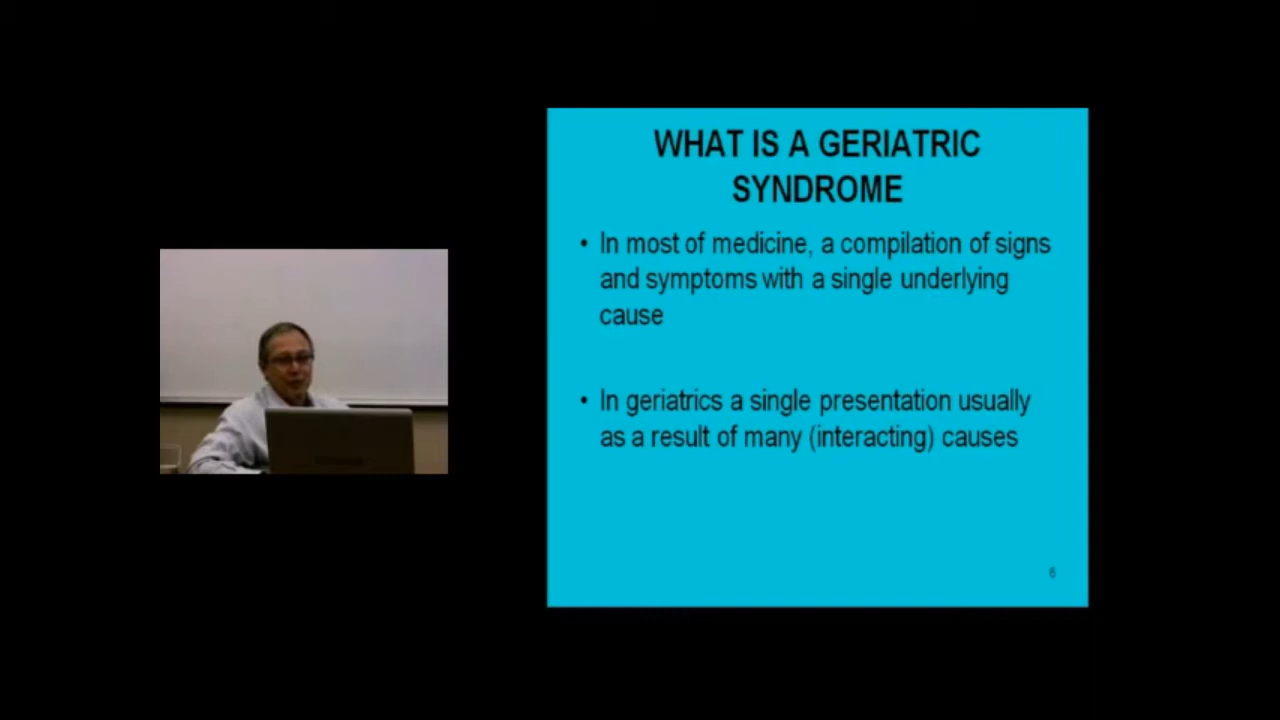 WHAT IS A GERIATRIC
SYNDROME
• In most of medicine, a compilation of signs
and symptoms with a single underlying
cause
• In geriatrics a single presentation usually
as a result of many (interacting) causes
6